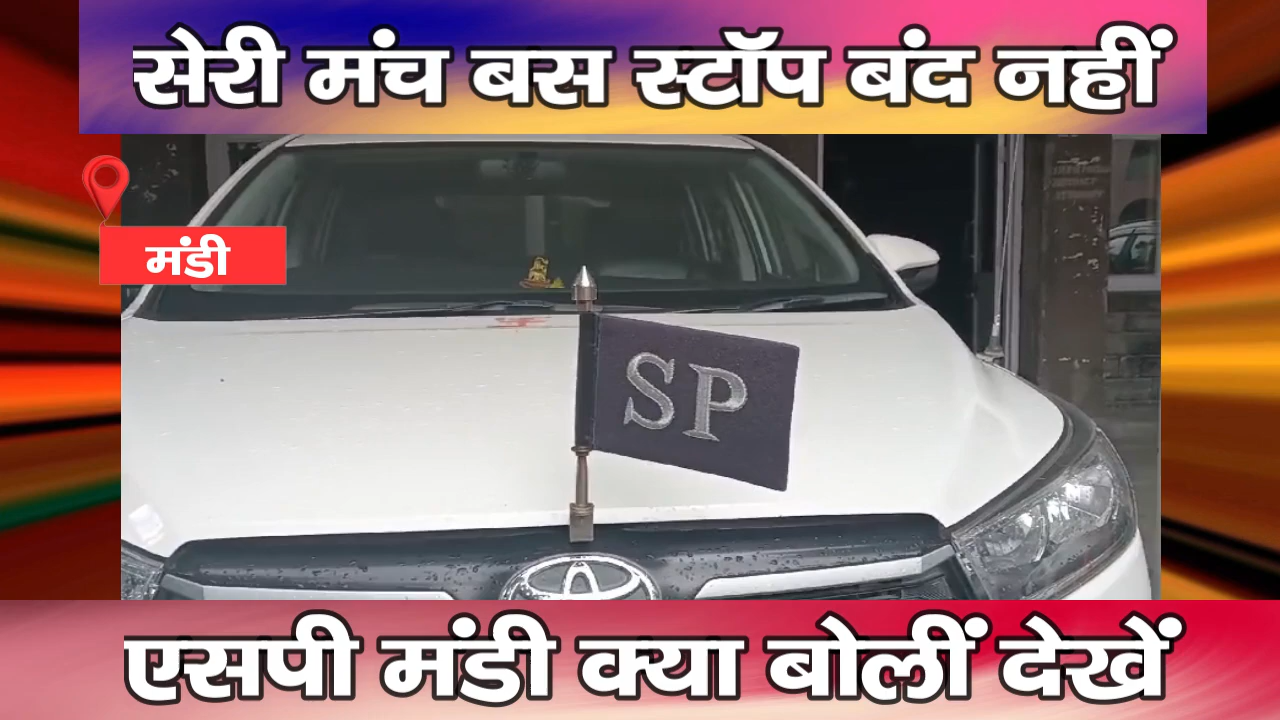 सेरी मंच बस स्टॉप बंद नहीं
मंडी
SP
एसपी मंडी क्या बोलीं देखें